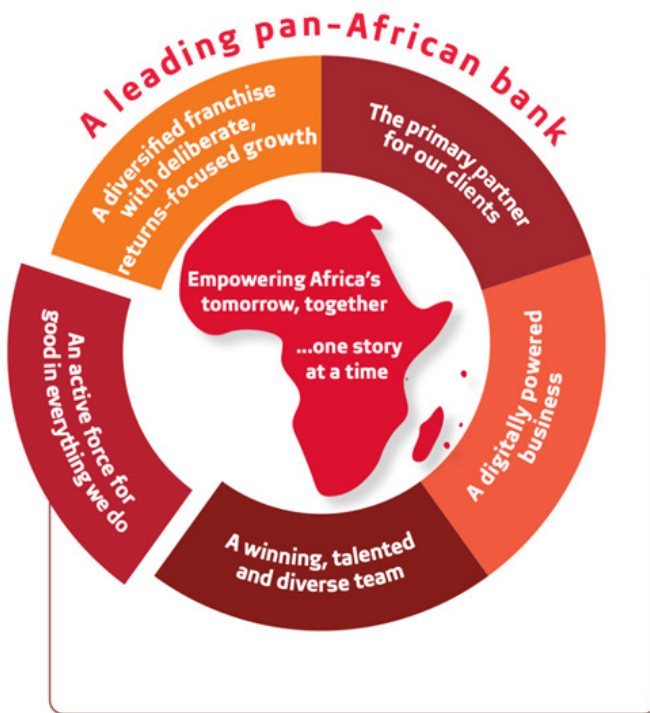 A leading pan-African bank
A diversified franchise
with deliberate,
returns-focused growth
The primary partner
for our clients
A digitally powered
business
A winning, talented
and diverse team
An active force for
good in everything we do
Empowering Africa's
tomorrow, together
...one story
at a time